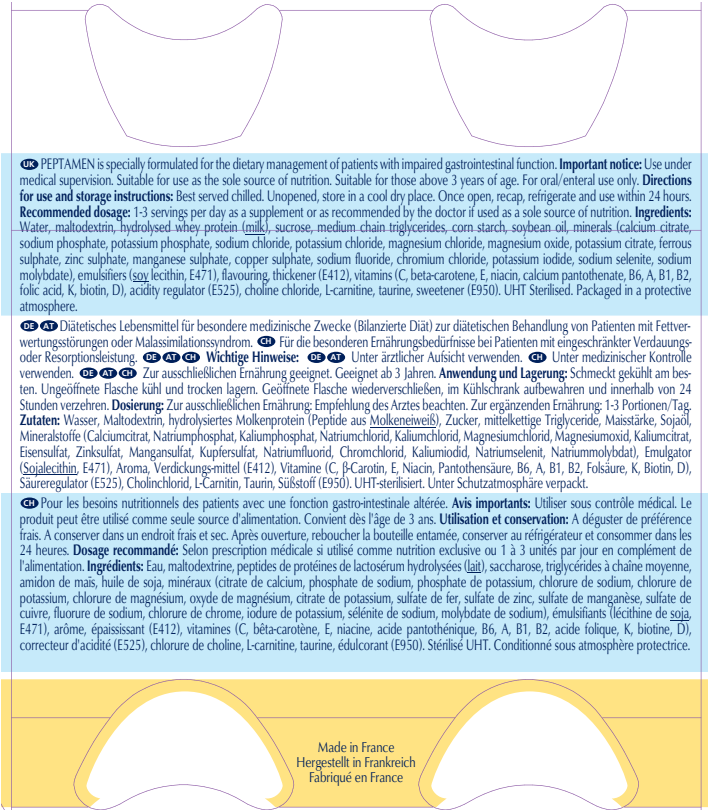 UK PEPTAMEN is specially formulated for the dietary management of patients with impaired gastrointestinal function. Important notice: Use under
medical supervision. Suitable for use as the sole source of nutrition. Suitable for those above 3 years of age. For oral/enteral use only. Directions
for use and storage instructions: Best served chilled. Unopened, store in a cool dry place. Once open, recap, refrigerate and use within 24 hours.
Recommended dosage: 1-3 servings per day as a supplement or as recommended by the doctor if used as a sole source of nutrition. Ingredients:
Water, maltodextrin, hydrolysed whey protein (milk), sucrose, medium chain triglycerides, corn starch, soybean oil, minerals (calcium citrate,
sodium phosphate, potassium phosphate, sodium chloride, potassium chloride, magnesium chloride, magnesium oxide, potassium citrate, ferrous
sulphate, zinc sulphate, manganese sulphate, copper sulphate, sodium fluoride, chromium chloride, potassium iodide, sodium selenite, sodium
molybdate), emulsifiers (soy lecithin, E471), flavouring, thickener (E412), vitamins (C, beta-carotene, E, niacin, calcium pantothenate, B6, A, B1, B2,
folic acid, K, biotin, D), acidity regulator (E525), choline chloride, L-carnitine, taurine, sweetener (E950). UHT Sterilised. Packaged in a protective
atmosphere.
DE AT Diätetisches Lebensmittel für besondere medizinische Zwecke (Bilanzierte Diät) zur diätetischen Behandlung von Patienten mit Fettver-
wertungsstörungen oder Malassimilationssyndrom. CH Für die besonderen Ernährungsbedürfnisse bei Patienten mit eingeschränkter Verdauungs-
oder Resorptionsleistung. DE AT CH Wichtige Hinweise: DE AT Unter ärztlicher Aufsicht verwenden. CH Unter medizinischer Kontrolle
verwenden. DE AT CH Zur ausschließlichen Ernährung geeignet. Geeignet ab 3 Jahren. Anwendung und Lagerung: Schmeckt gekühlt am bes-
ten. Ungeöffnete Flasche kühl und trocken lagern. Geöffnete Flasche wiederverschließen, im Kühlschrank aufbewahren und innerhalb von 24
Stunden verzehren. Dosierung: Zur ausschließlichen Ernährung: Empfehlung des Arztes beachten. Zur ergänzenden Ernährung: 1-3 Portionen/Tag.
Zutaten: Wasser, Maltodextrin, hydrolysiertes Molkenprotein (Peptide aus Molkeneiweiß), Zucker, mittelkettige Triglyceride, Maisstärke, Sojaöl,
Mineralstoffe (Calciumcitrat, Natriumphosphat, Kaliumphosphat, Natriumchlorid, Kaliumchlorid, Magnesiumchlorid, Magnesiumoxid, Kaliumcitrat,
Eisensulfat, Zinksulfat, Mangansulfat, Kupfersulfat, Natriumfluorid, Chromchlorid, Kaliumiodid, Natriumselenit, Natriummolybdat), Emulgator
(Sojalecithin, E471), Aroma, Verdickungs-mittel (E412), Vitamine (C, β-Carotin, E, Niacin, Pantothensäure, B6, A, B1, B2, Folsäure, K, Biotin, D),
Säureregulator (E525), Cholinchlorid, L-Carnitin, Taurin, Süßstoff (E950). UHT-sterilisiert. Unter Schutzatmosphäre verpackt.
CH Pour les besoins nutritionnels des patients avec une fonction gastro-intestinale altérée. Avis importants: Utiliser sous contrôle médical. Le
produit peut être utilisé comme seule source d'alimentation. Convient dès l'âge de 3 ans. Utilisation et conservation: A déguster de préférence
frais. A conserver dans un endroit frais et sec. Après ouverture, reboucher la bouteille entamée, conserver au réfrigérateur et consommer dans les
24 heures. Dosage recommandé: Selon prescription médicale si utilisé comme nutrition exclusive ou 1 à 3 unités par jour en complément de
l'alimentation. Ingrédients: Eau, maltodextrine, peptides de protéines de lactosérum hydrolysées (lait), saccharose, triglycérides à chaîne moyenne,
amidon de maïs, huile de soja, minéraux (citrate de calcium, phosphate de sodium, phosphate de potassium, chlorure de sodium, chlorure de
potassium, chlorure de magnésium, oxyde de magnésium, citrate de potassium, sulfate de fer, sulfate de zinc, sulfate de manganèse, sulfate de
cuivre, fluorure de sodium, chlorure de chrome, iodure de potassium, sélénite de sodium, molybdate de sodium), émulsifiants (lécithine de soja,
E471), arôme, épaississant (E412), vitamines (C, bêta-carotène, E, niacine, acide pantothénique, B6, A, B1, B2, acide folique, K, biotine, D),
correcteur d'acidité (E525), chlorure de choline, L-carnitine, taurine, édulcorant (E950). Stérilisé UHT. Conditionné sous atmosphère protectrice.
Made in France
Hergestellt in Frankreich
Fabriqué en France